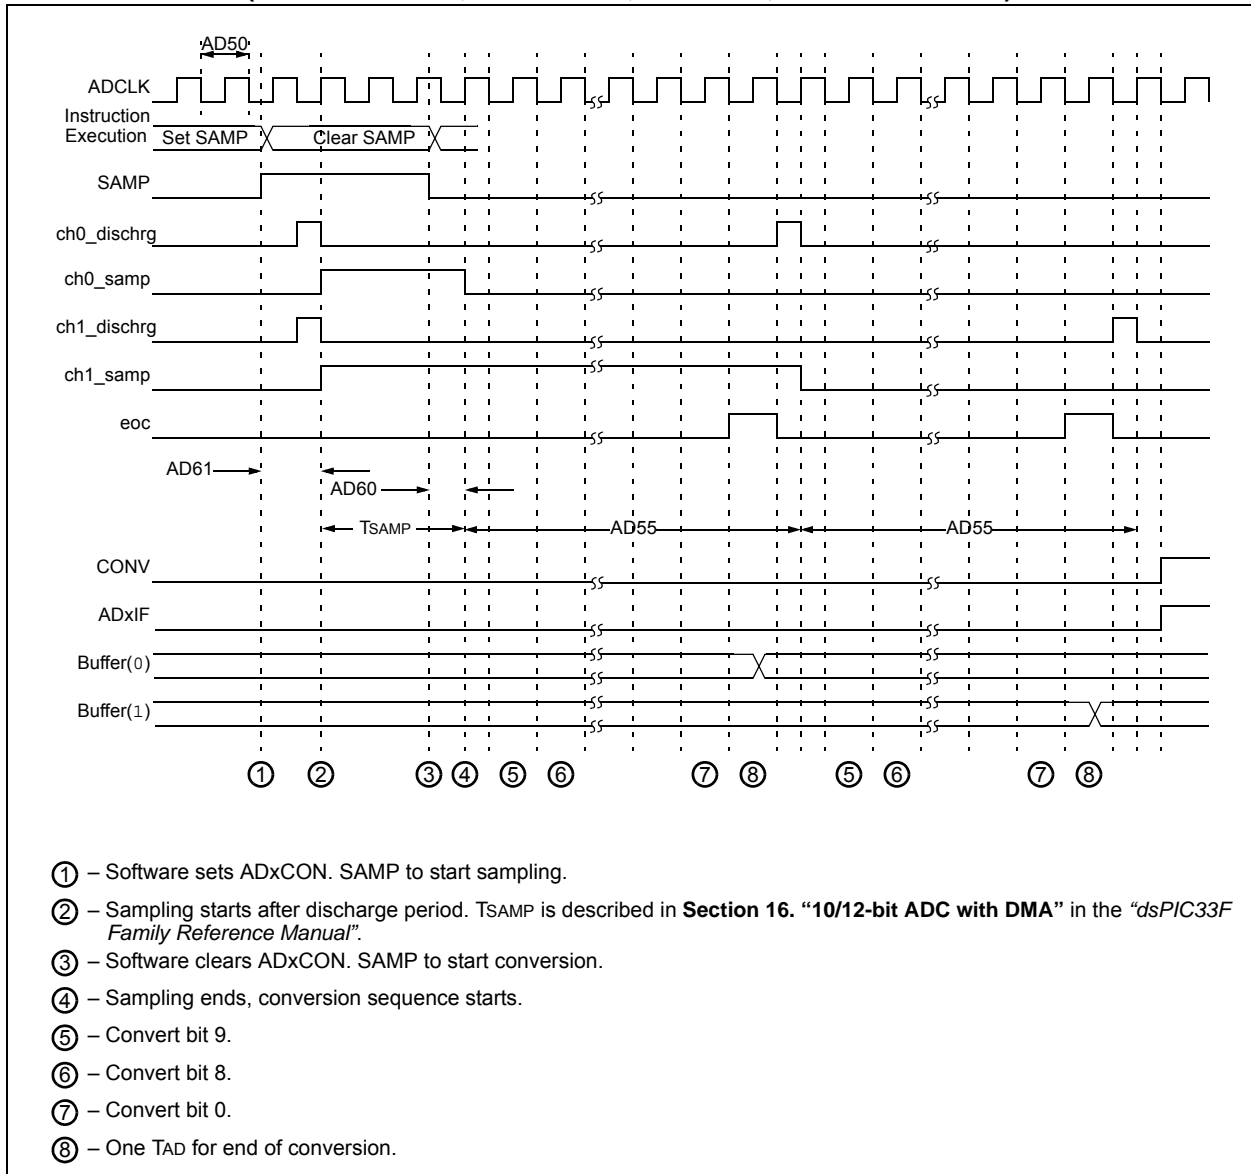 AD50
ADCLK
Instruction
Execution
Set SAMP
Clear SAMP
SAMP
ch0_dischrg
ch0_samp
ch1_dischrg
ch1_samp
eoc
AD61
AD60
TSAMP
AD55
AD55
CONV
ADxIF
Buffer(0)
Buffer(1)
1 2 3 4 5 6 7 8 5 6 7 8
1 – Software sets ADxCON. SAMP to start sampling.
2 – Sampling starts after discharge period. TSAMP is described in Section 16. “10/12-bit ADC with DMA” in the “dsPIC33F
Family Reference Manual”.
3 – Software clears ADxCON. SAMP to start conversion.
4 – Sampling ends, conversion sequence starts.
5 – Convert bit 9.
6 – Convert bit 8.
7 – Convert bit 0.
8 – One TAD for end of conversion.